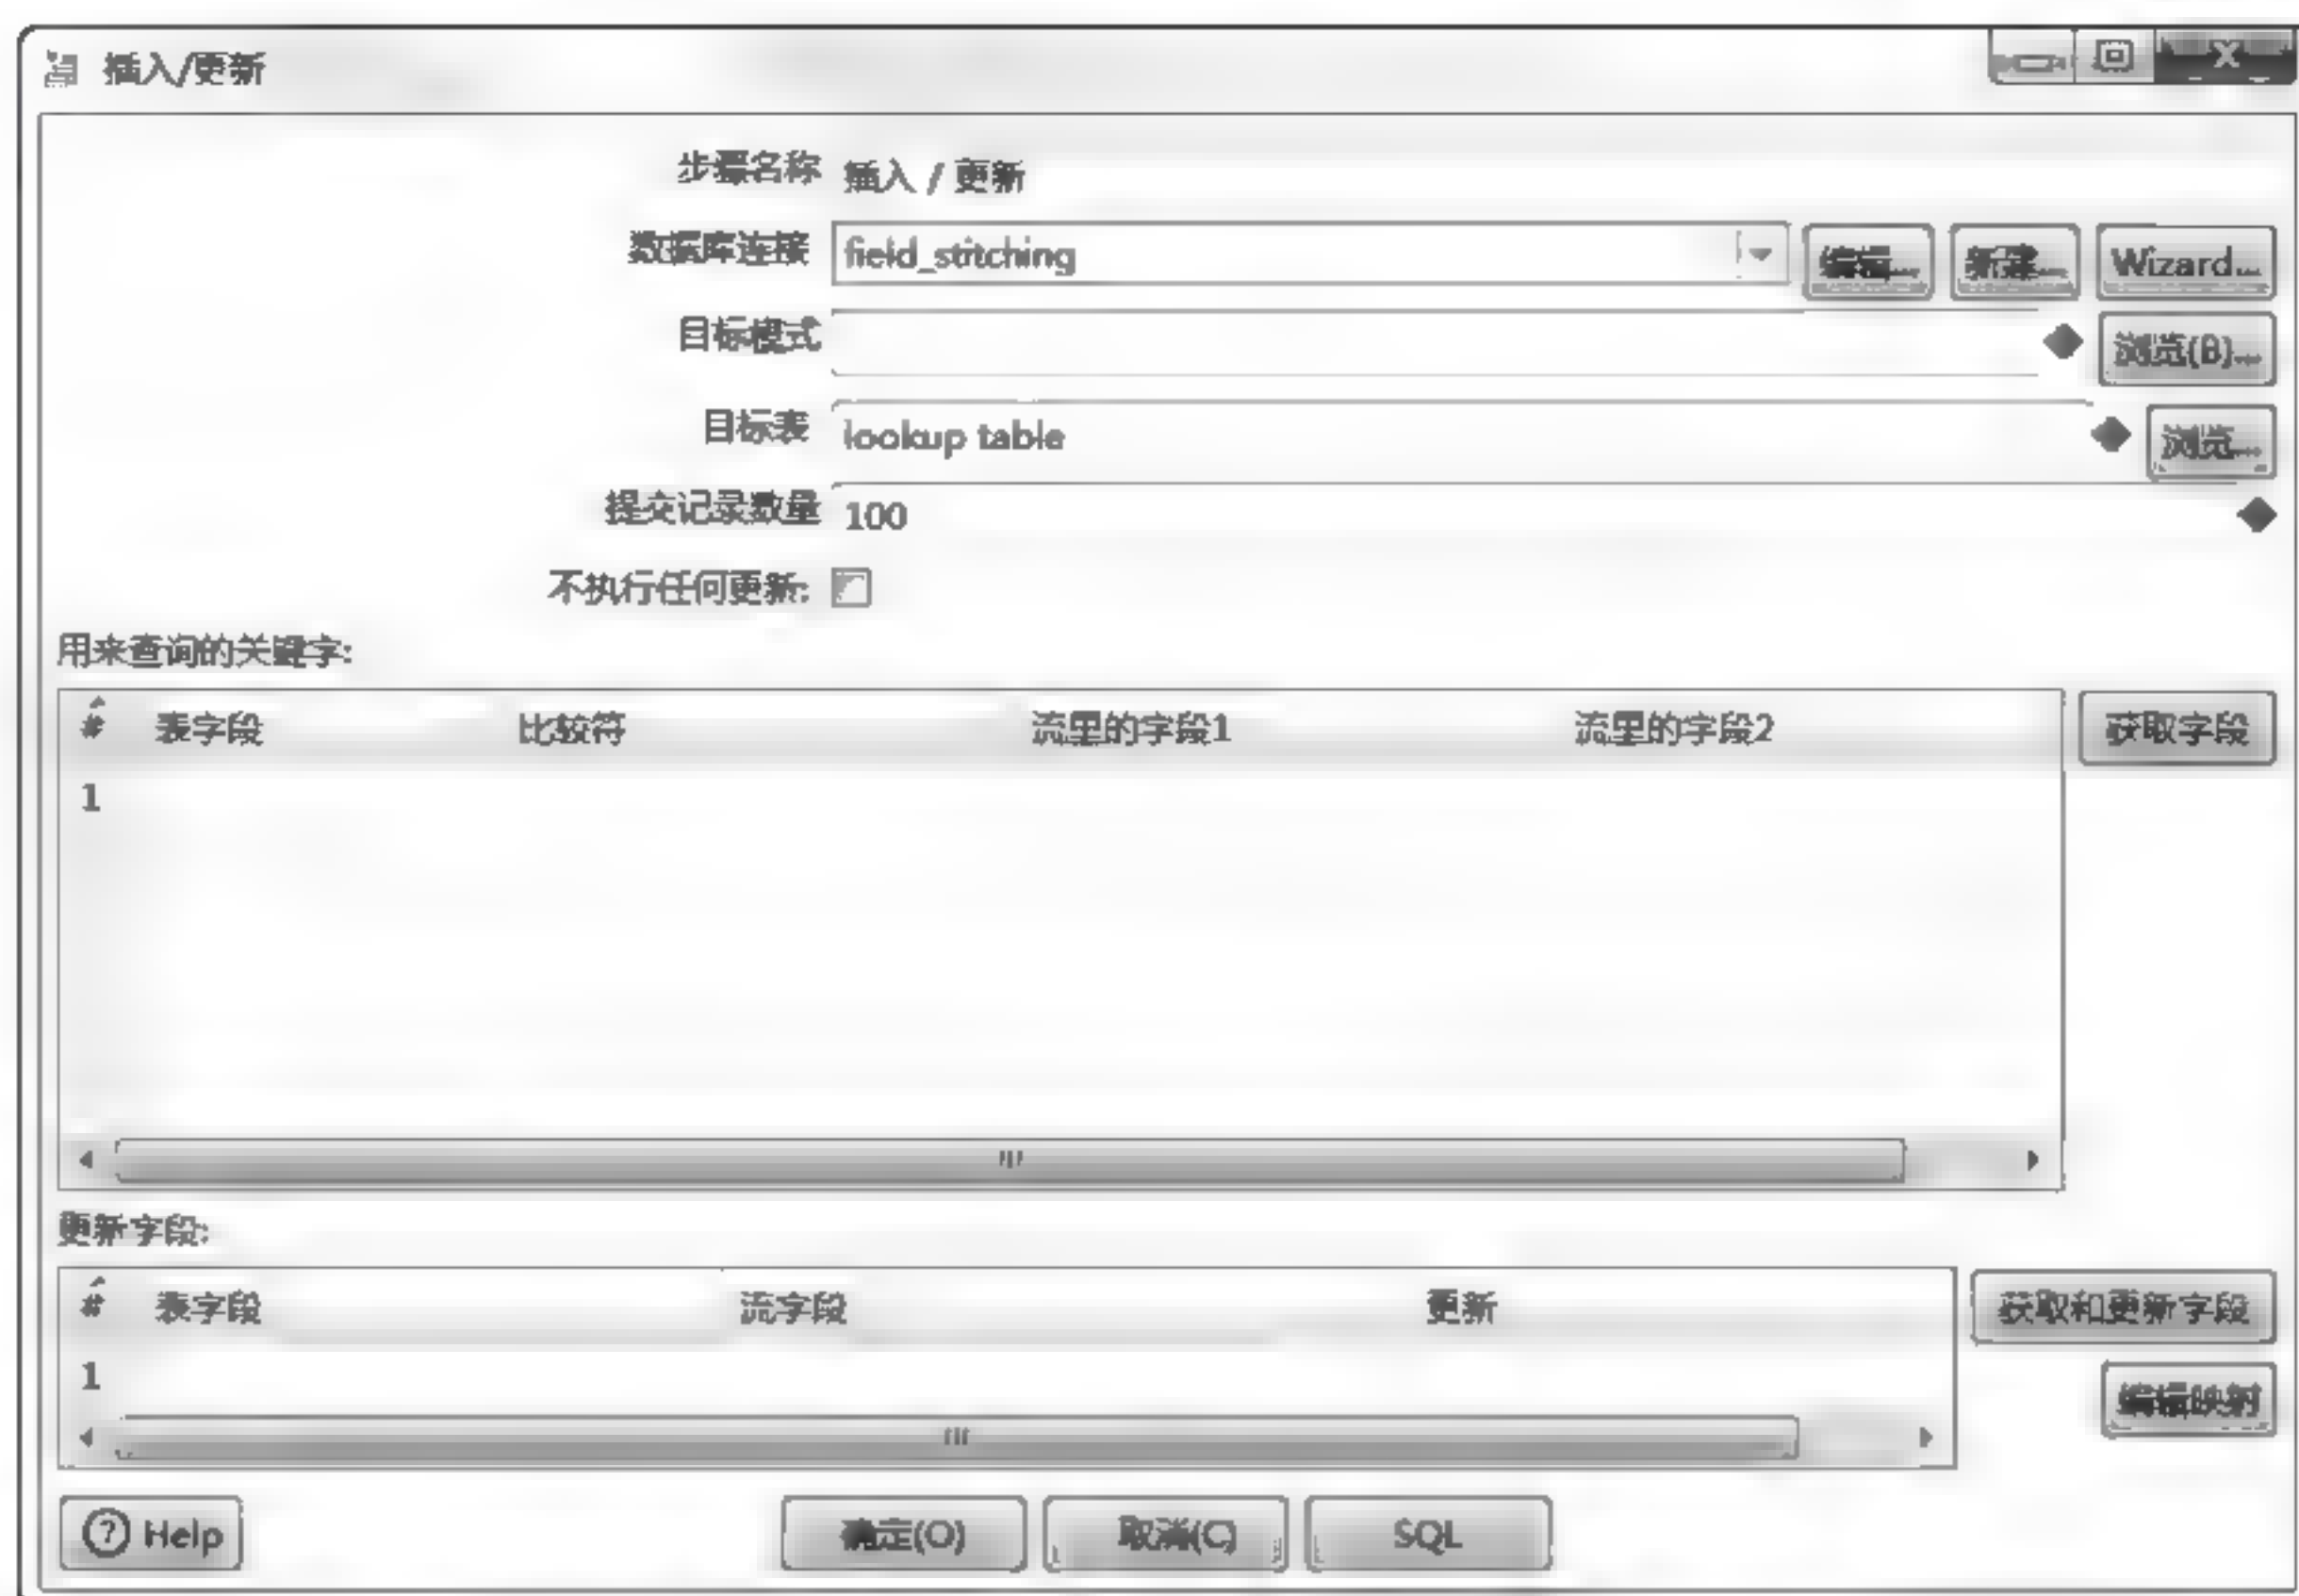 插入/更新
步骤名称 插入 / 更新
数据库连接 field_stitching 编辑... 新建... Wizard...
目标模式 浏览(B)...
目标表 lookup table 浏览...
提交记录数量 100
不执行任何更新:
用来查询的关键字:
# 表字段 比较符 流里的字段1 流里的字段2 获取字段
1
更新字段:
# 表字段 流字段 更新 获取和更新字段
1
编辑映射
Help 确定(O) 取消(C) SQL